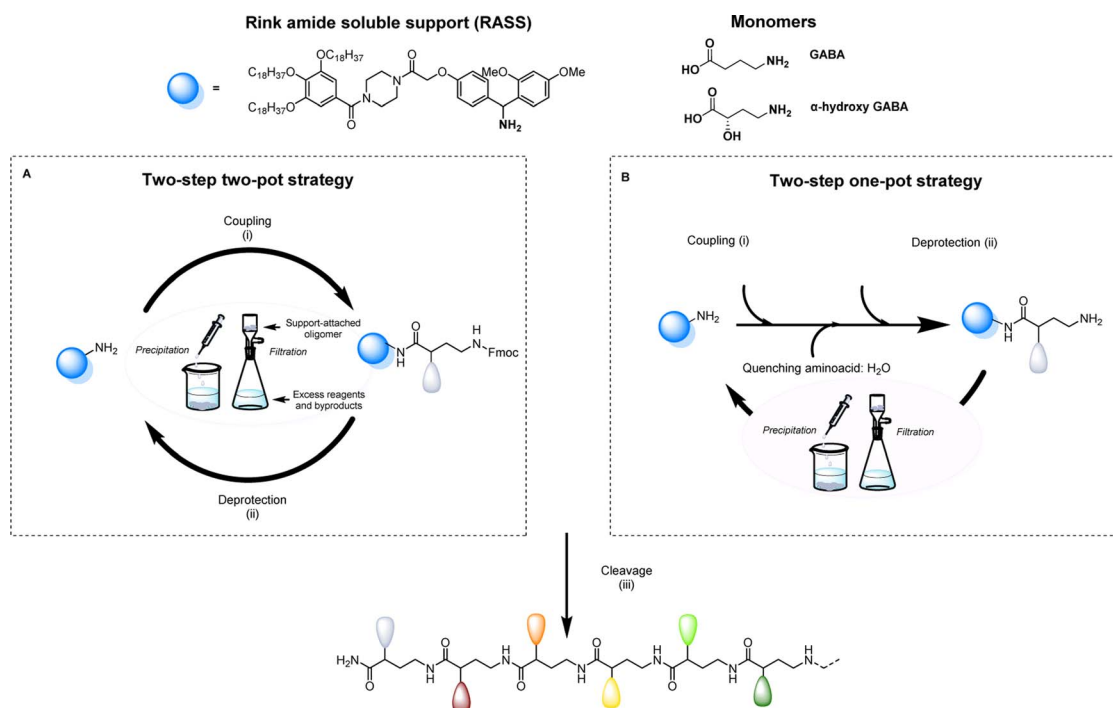 Rink amide soluble support (RASS)
Monomers
=
OC₁₈H₃₇
C₁₈H₃₇O
C₁₈H₃₇O
O
N
N
O
O
MeO
OMe
NH₂
O
HO
NH₂
GABA
O
HO
OH
NH₂
α-hydroxy GABA
A
Two-step two-pot strategy
Coupling
(i)
NH₂
Precipitation
Filtration
Support-attached
oligomer
Excess reagents
and byproducts
O
N
H
H
N
Fmoc
Deprotection
(ii)
B
Two-step one-pot strategy
Coupling (i)
Deprotection (ii)
NH₂
Quenching aminoacid: H₂O
O
N
H
NH₂
Precipitation
Filtration
Cleavage
(iii)
H₂N
O
H
N
O
H
N
O
H
N
O
H
N
O
H
N
O
H
N